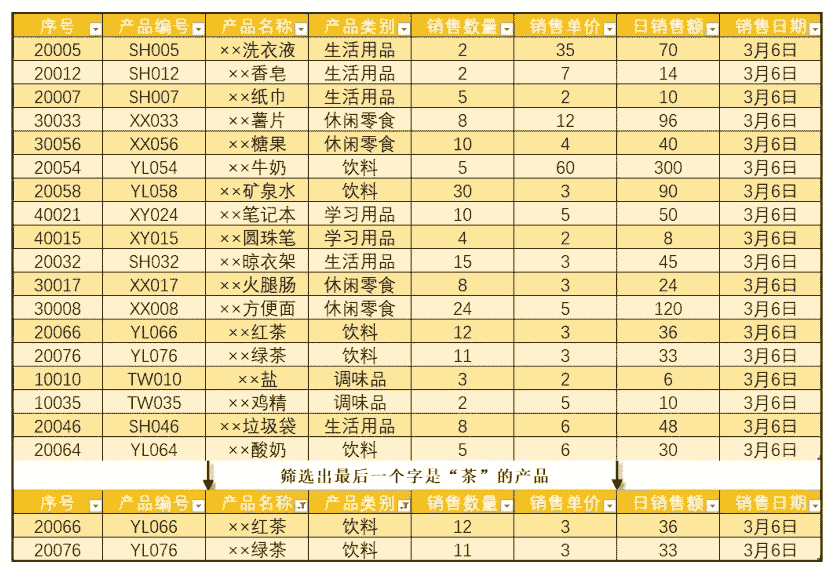 序号 产品编号 产品名称 产品类别 销售数量 销售单价 日销售额 销售日期
20005 SH005 ××洗衣液 生活用品 2 35 70 3月6日
20012 SH012 ××香皂 生活用品 2 7 14 3月6日
20007 SH007 ××纸巾 生活用品 5 2 10 3月6日
30033 XX033 ××薯片 休闲零食 8 12 96 3月6日
30056 XX056 ××糖果 休闲零食 10 4 40 3月6日
20054 YL054 ××牛奶 饮料 5 60 300 3月6日
20058 YL058 ××矿泉水 饮料 30 3 90 3月6日
40021 XY024 ××笔记本 学习用品 10 5 50 3月6日
40015 XY015 ××圆珠笔 学习用品 4 2 8 3月6日
20032 SH032 ××晾衣架 生活用品 15 3 45 3月6日
30017 XX017 ××火腿肠 休闲零食 8 3 24 3月6日
30008 XX008 ××方便面 休闲零食 24 5 120 3月6日
20066 YL066 ××红茶 饮料 12 3 36 3月6日
20076 YL076 ××绿茶 饮料 11 3 33 3月6日
10010 TW010 ××盐 调味品 3 2 6 3月6日
10035 TW035 ××鸡精 调味品 2 5 10 3月6日
20046 SH046 ××垃圾袋 生活用品 8 6 48 3月6日
20064 YL064 ××酸奶 饮料 5 6 30 3月6日
筛选出最后一个字是“茶”的产品
序号 产品编号 产品名称 产品类别 销售数量 销售单价 日销售额 销售日期
20066 YL066 ××红茶 饮料 12 3 36 3月6日
20076 YL076 ××绿茶 饮料 11 3 33 3月6日